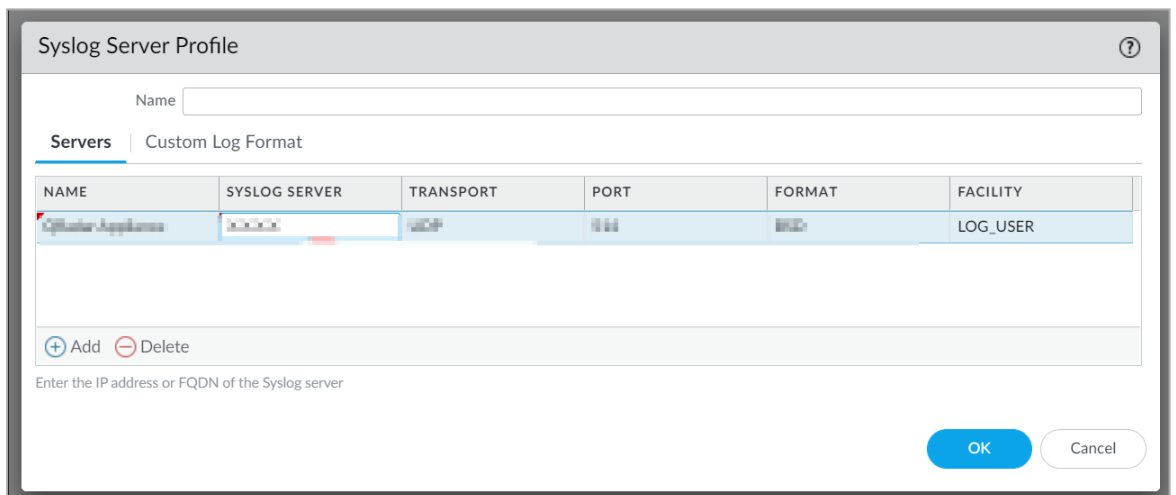 Syslog Server Profile
?
Name
Servers | Custom Log Format
NAME SYSLOG SERVER TRANSPORT PORT FORMAT FACILITY
LOG_USER
Add Delete
Enter the IP address or FQDN of the Syslog server
OK Cancel